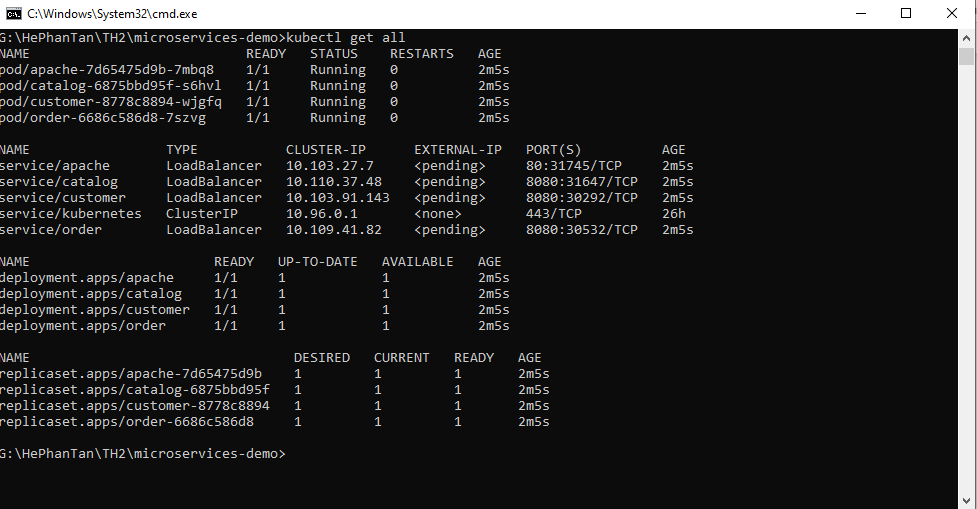 C:\Windows\System32\cmd.exe
G:\HePhanTan\TH2\microservices-demo>kubectl get all
NAME READY STATUS RESTARTS AGE
pod/apache-7d65475d9b-7mbq8 1/1 Running 0 2m5s
pod/catalog-6875bbd95f-s6hvl 1/1 Running 0 2m5s
pod/customer-8778c8894-wjgfq 1/1 Running 0 2m5s
pod/order-6686c586d8-7szvg 1/1 Running 0 2m5s
NAME TYPE CLUSTER-IP EXTERNAL-IP PORT(S) AGE
service/apache LoadBalancer 10.103.27.7 <pending> 80:31745/TCP 2m5s
service/catalog LoadBalancer 10.110.37.48 <pending> 8080:31647/TCP 2m5s
service/customer LoadBalancer 10.103.91.143 <pending> 8080:30292/TCP 2m5s
service/kubernetes ClusterIP 10.96.0.1 <none> 443/TCP 26h
service/order LoadBalancer 10.109.41.82 <pending> 8080:30532/TCP 2m5s
NAME READY UP-TO-DATE AVAILABLE AGE
deployment.apps/apache 1/1 1 1 2m5s
deployment.apps/catalog 1/1 1 1 2m5s
deployment.apps/customer 1/1 1 1 2m5s
deployment.apps/order 1/1 1 1 2m5s
NAME DESIRED CURRENT READY AGE
replicaset.apps/apache-7d65475d9b 1 1 1 2m5s
replicaset.apps/catalog-6875bbd95f 1 1 1 2m5s
replicaset.apps/customer-8778c8894 1 1 1 2m5s
replicaset.apps/order-6686c586d8 1 1 1 2m5s
G:\HePhanTan\TH2\microservices-demo>